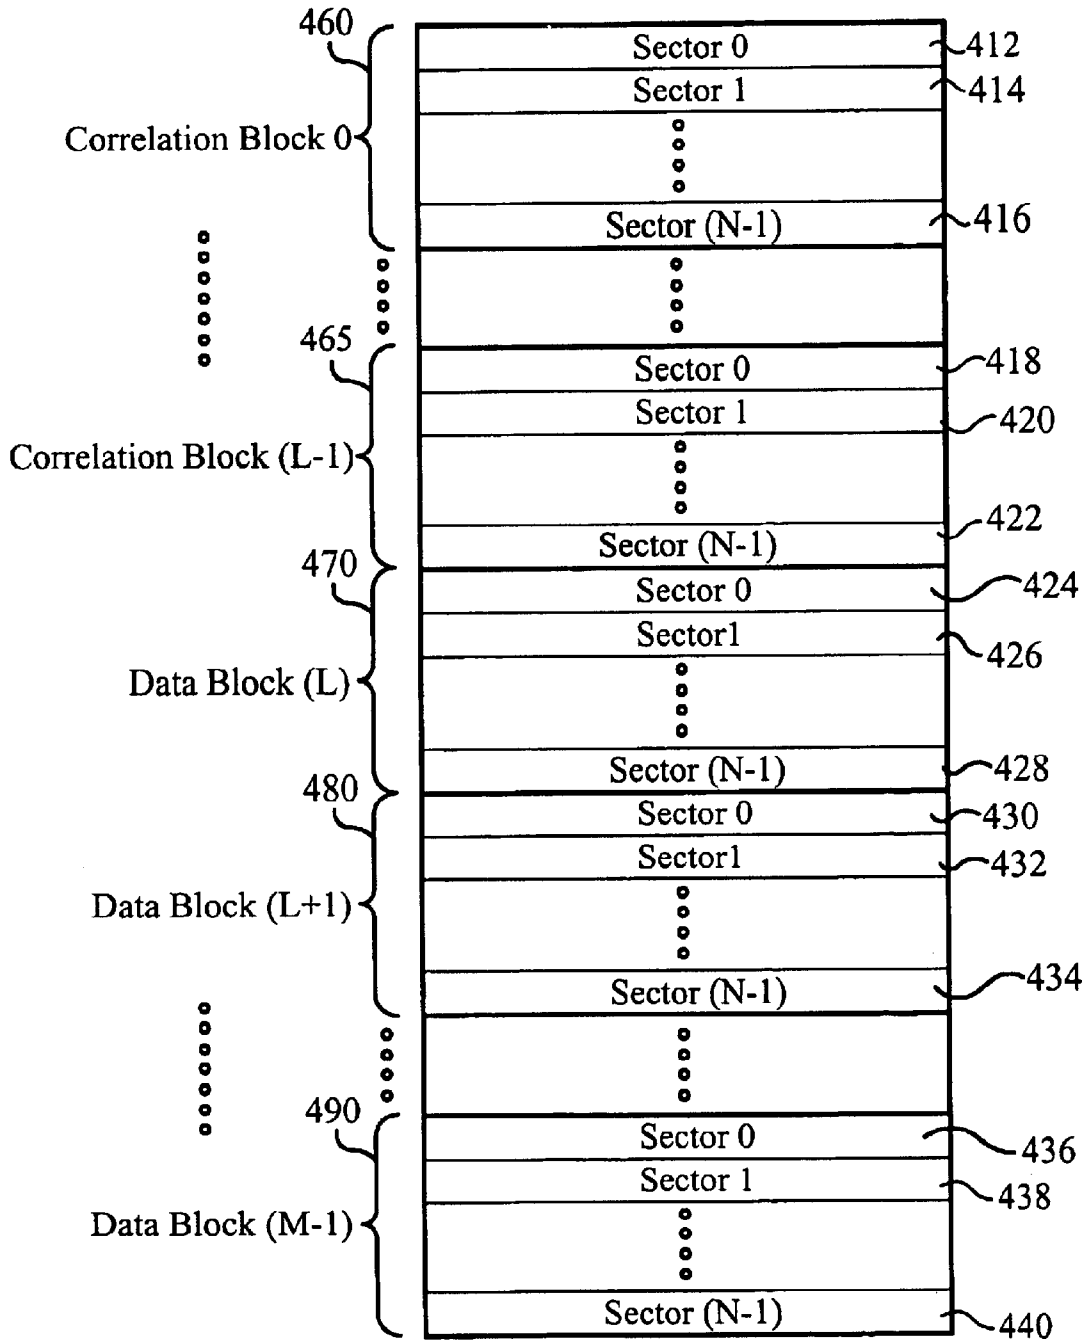 460
Sector 0
412
Sector 1
414
Correlation Block 0
Sector (N-1)
416
465
Sector 0
418
Sector 1
420
Correlation Block (L-1)
422
Sector (N-1)
470
Sector 0
424
Sector1
426
Data Block (L)
Sector (N-1)
428
480
Sector 0
430
Sector1
432
Data Block (L+1)
Sector (N-1)
434
490
Sector 0
436
Sector 1
438
Data Block (M-1)
Sector (N-1)
440